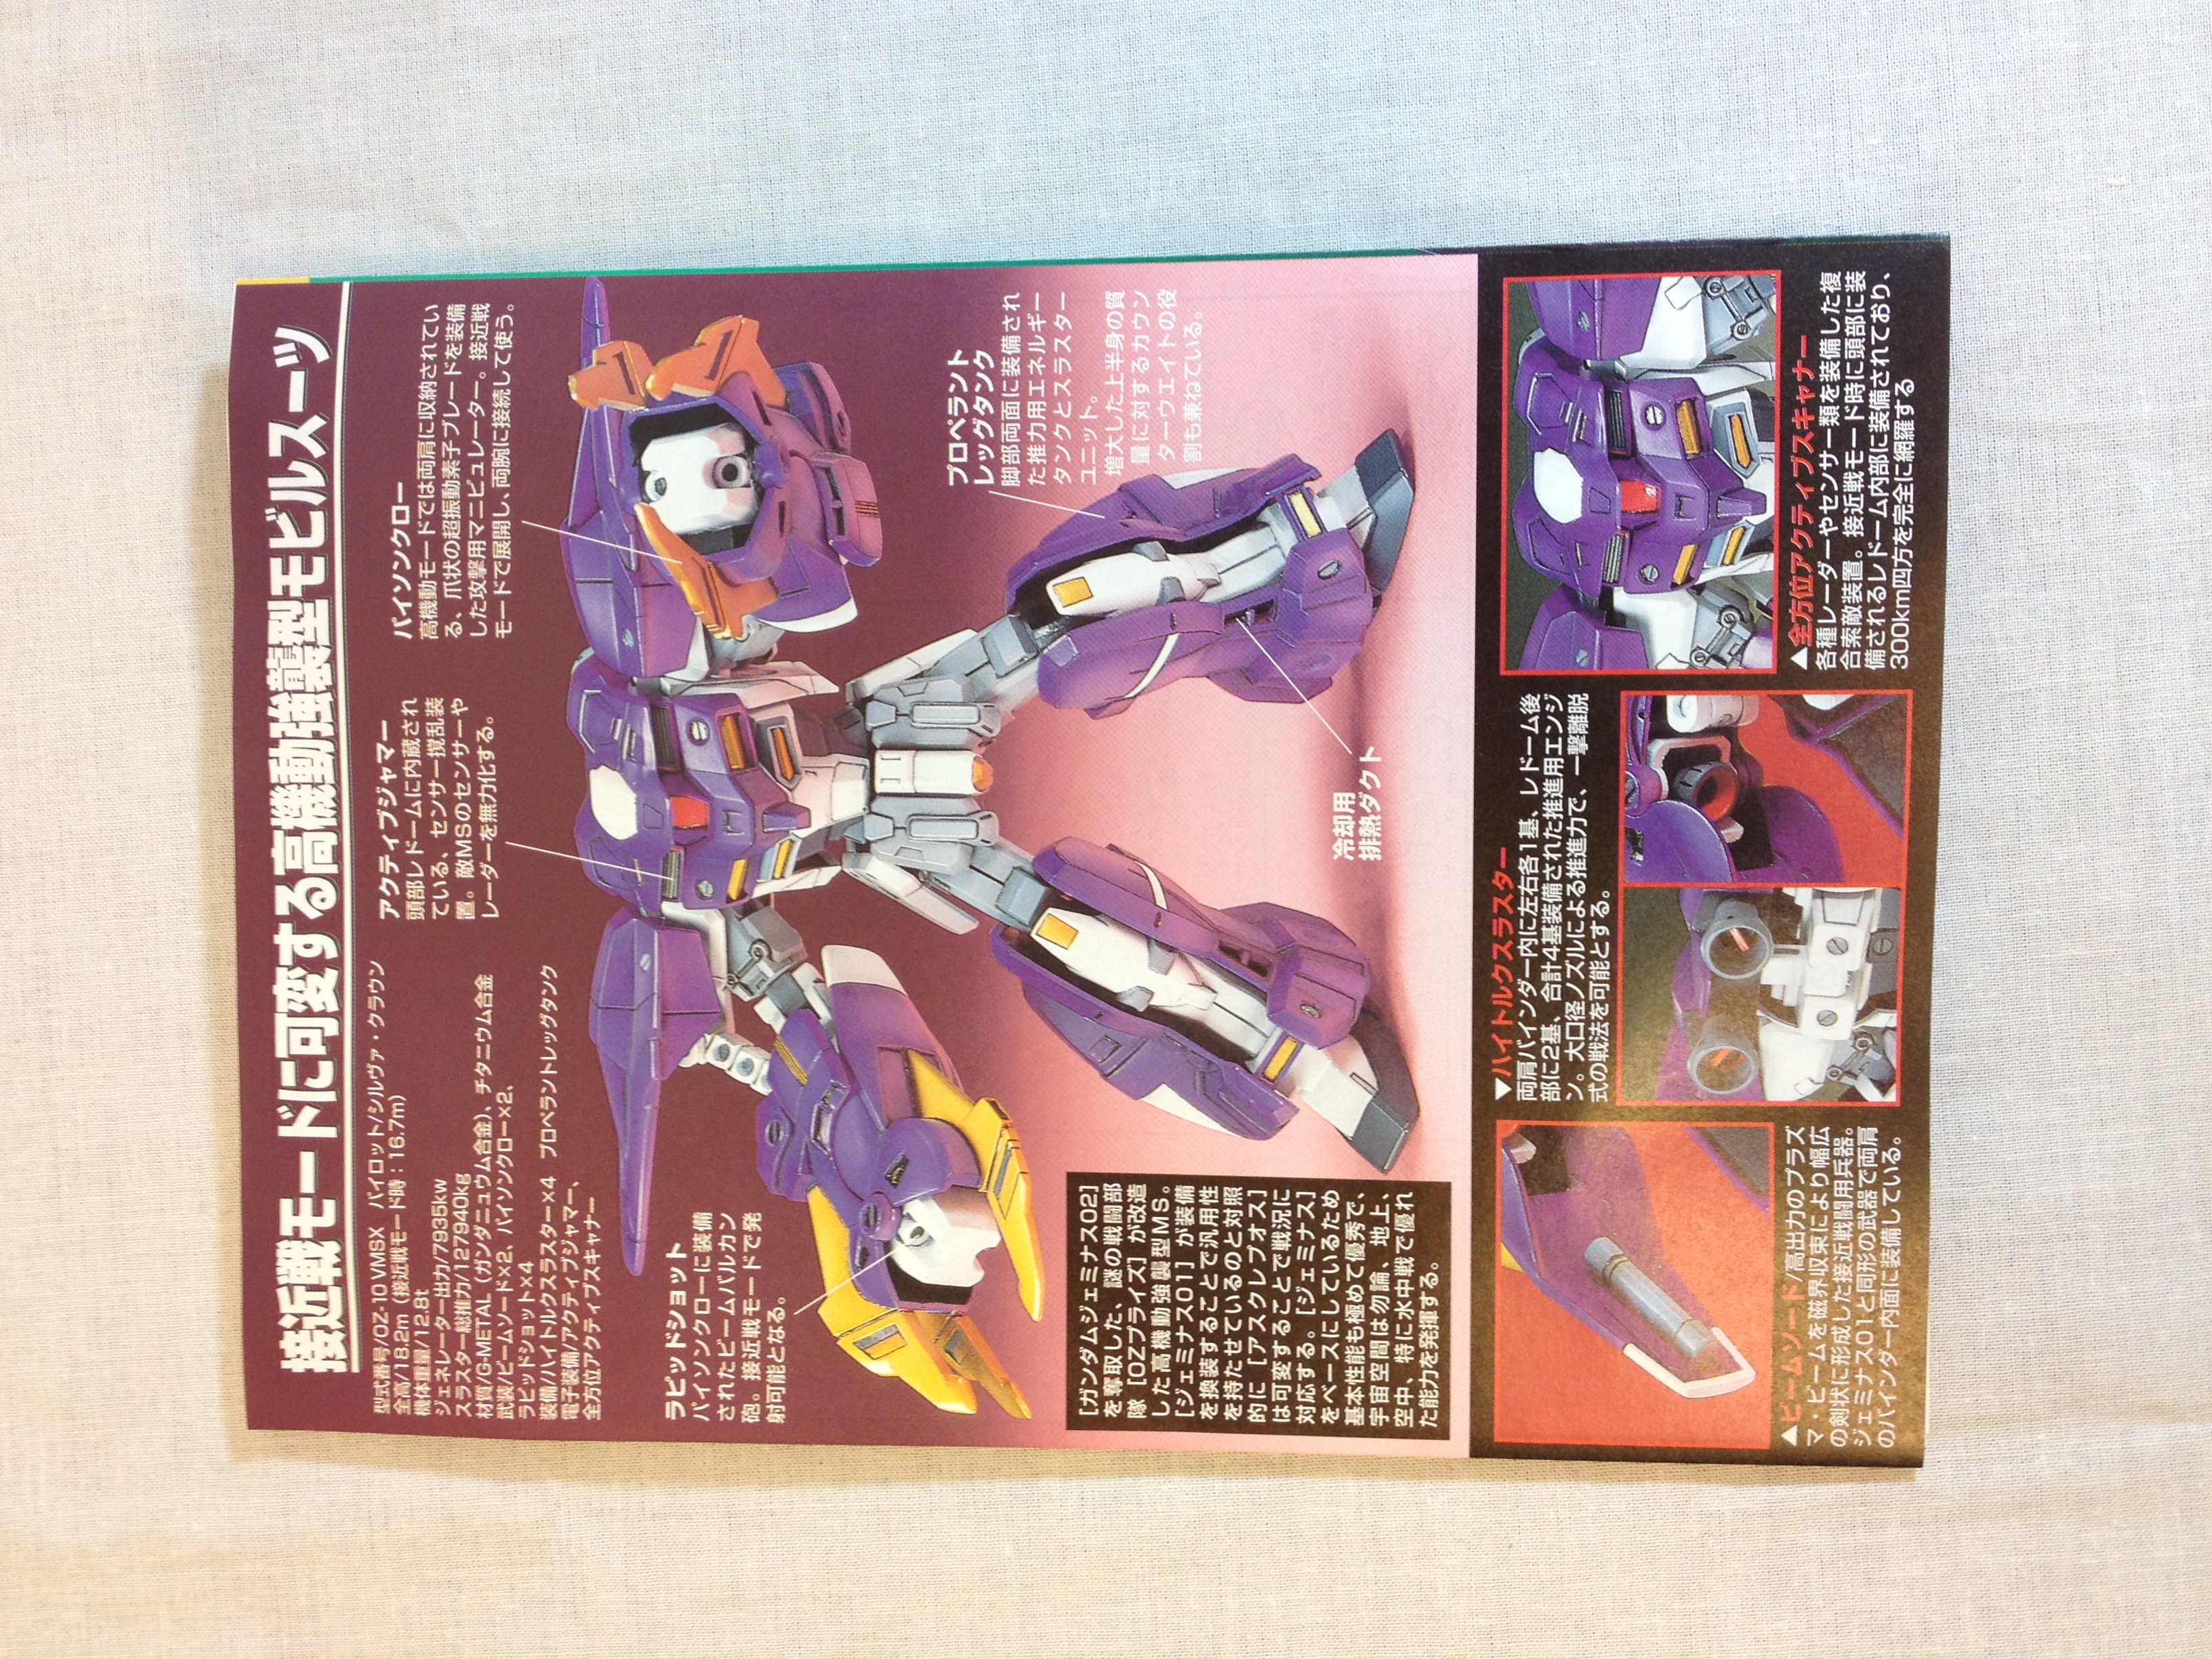 接近戦モードに可変する高機動強襲型モビルスーツ
型式番号/OZ-10 VMSX　パイロット/シルヴァ・クラウン
全高/18.2m（接近戦モード時：16.7m）
機体重量/12.8t
ジェネレーター出力/7935kw
スラスター総推力/127940kg
材質/G-METAL（ガンダニュウム合金）、チタニウム合金
武装/ビームソード×2、バイソンクロー×2、
ラピッドショット×4
装備/ハイトルクスラスター×4　プロペラントレッグタンク
電子装備/アクティブジャマー、
全方位アクティブスキャナー
アクティブジャマー
頭部レドームに内蔵され
ている、センサー撹乱装
置。敵MSのセンサーや
レーダーを無力化する。
パイソンクロー
高機動モードでは両肩に収納されてい
る、爪状の超振動素子ブレードを装備
した攻撃用マニピュレーター。接近戦
モードで展開し、両腕に接続して使う。
ラピッドショット
パイソンクローに装備
されたビームバルカン
砲。接近戦モードで発
射可能となる。
プロペラント
レッグタンク
脚部両面に装備され
た推力用エネルギー
タンクとスラスター
ユニット。
増大した上半身の質
量に対するカウン
ターウエイトの役
割も兼ねている。
［ガンダムジェミナス02］
を奪取した、謎の戦闘部
隊［OZプライズ］が改造
した高機動強襲型MS。
［ジェミナス01］が装備
を換装することで汎用性
を持たせているのと対照
的に［アスクレプオス］
は可変することで戦況に
対応する。［ジェミナス］
をベースにしているため
基本性能も極めて優秀で、
宇宙空間は勿論、地上、
空中、特に水中戦で優れ
た能力を発揮する。
冷却用
排熱ダクト
▼ハイトルクスラスター
両肩バインダー内に左右各1基、レドーム後
部に2基、合計4基装備された推進用エンジ
ン。大口径ノズルによる推進力で、一撃離脱
式の戦法を可能とする。
▲ビームソード/高出力のプラズ
マ・ビームを磁界収束により幅広
の剣状に形成した接近戦闘用兵器。
ジェミナス01と同形の武器で両肩
のバインダー内面に装備している。
▲全方位アクティブスキャナー
各種レーダーやセンサー類を装備した複
合索敵装置。接近戦モード時に頭部に装
備されるレドーム内部に装備されており、
300km四方を完全に網羅する